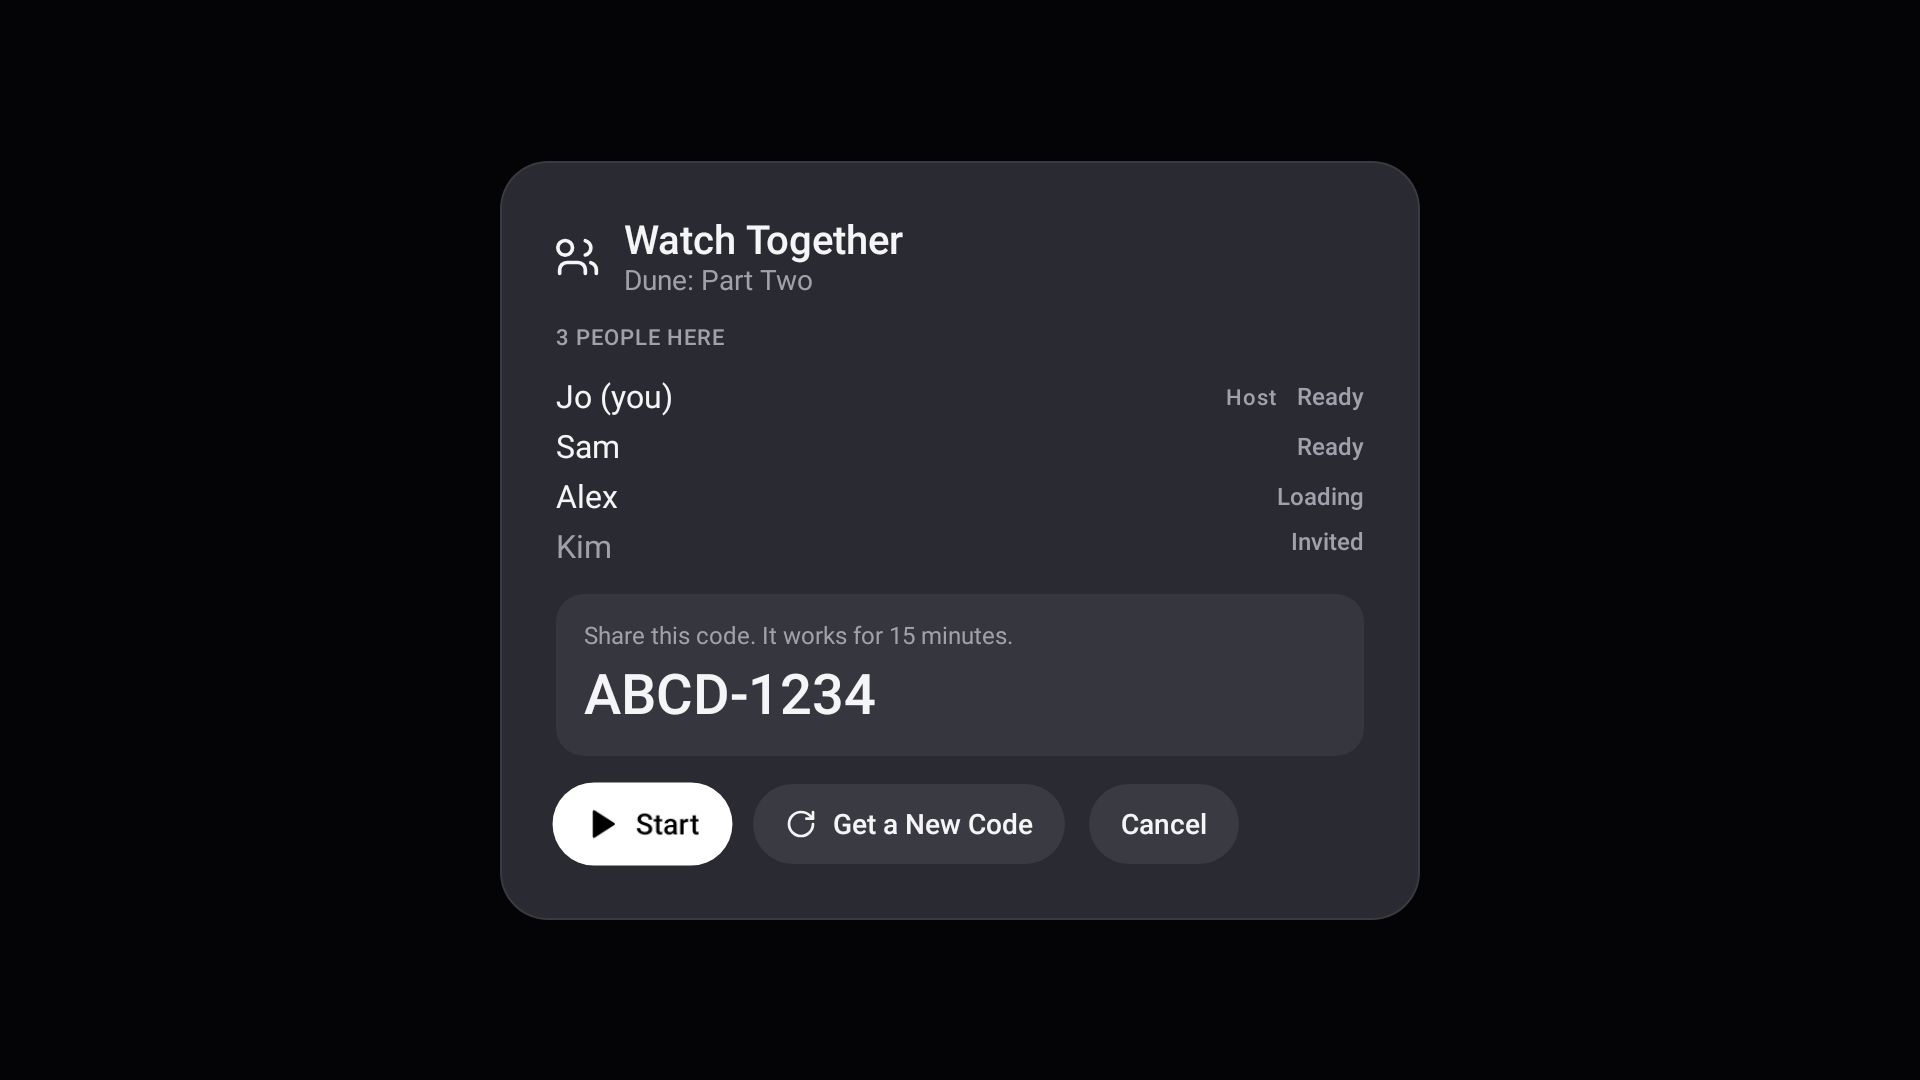 Watch Together
Dune: Part Two
3 PEOPLE HERE
Jo (you) Host Ready
Sam Ready
Alex Loading
Kim Invited
Share this code. It works for 15 minutes.
ABCD-1234
Start Get a New Code Cancel